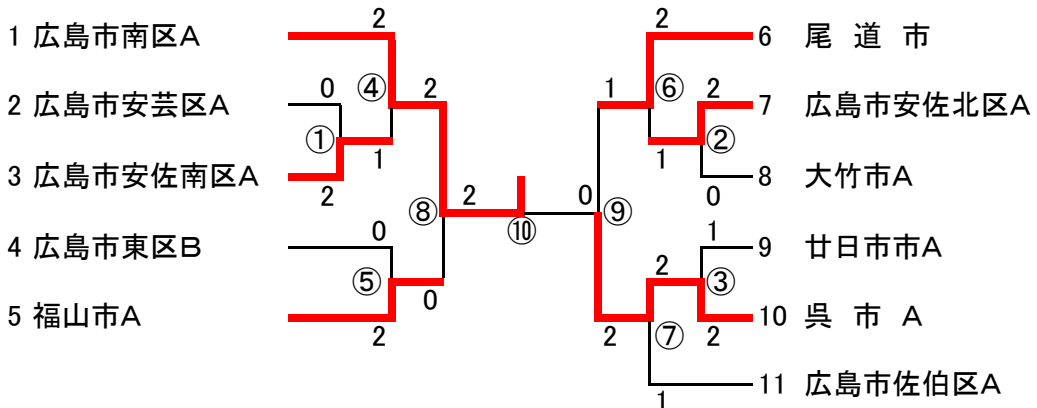 2 2
1 広島市南区A 6 尾 道 市
0 ④ 2 1 ⑥ 2
2 広島市安芸区A 7 広島市安佐北区A
① ②
1 1
3 広島市安佐南区A 8 大竹市A
2 ⑧ 2 0 ⑨ 0
⑩
0 1
4 広島市東区B 9 廿日市市A
⑤ 2 ③
0
5 福山市A 10 呉 市 A
2 2 ⑦ 2
11 広島市佐伯区A
1